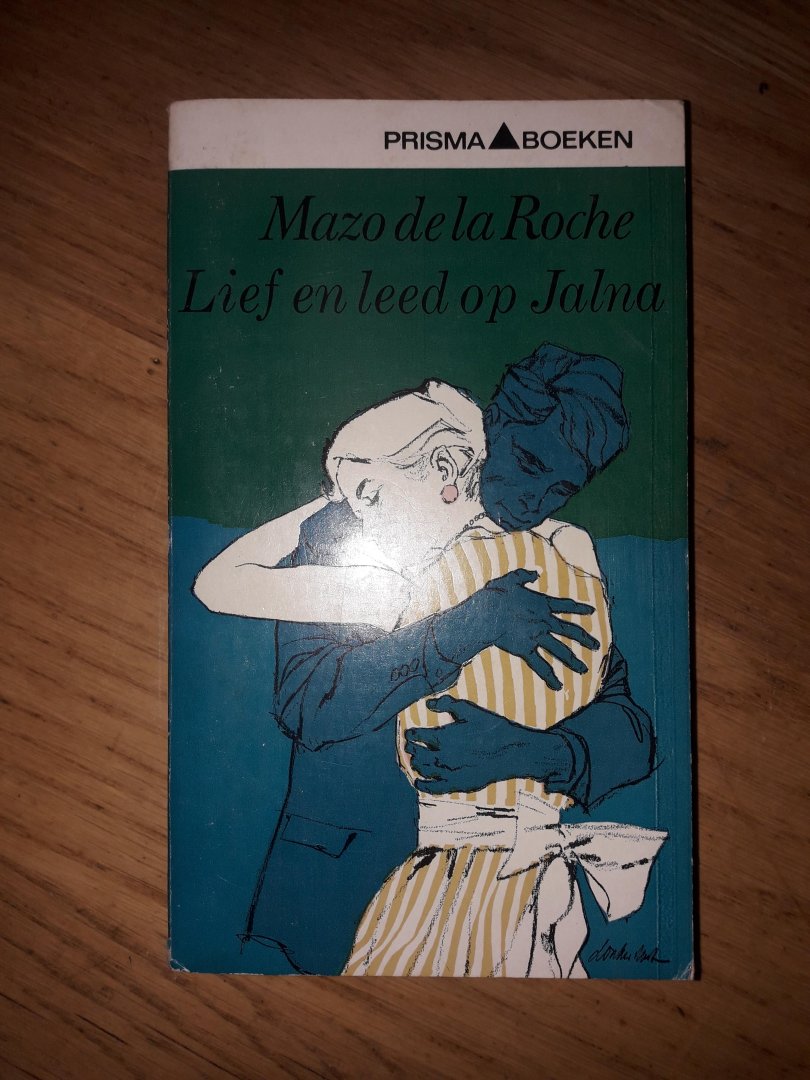 PRISMA BOEKEN
Mazo de la Roche
Lief en leed op Jalna